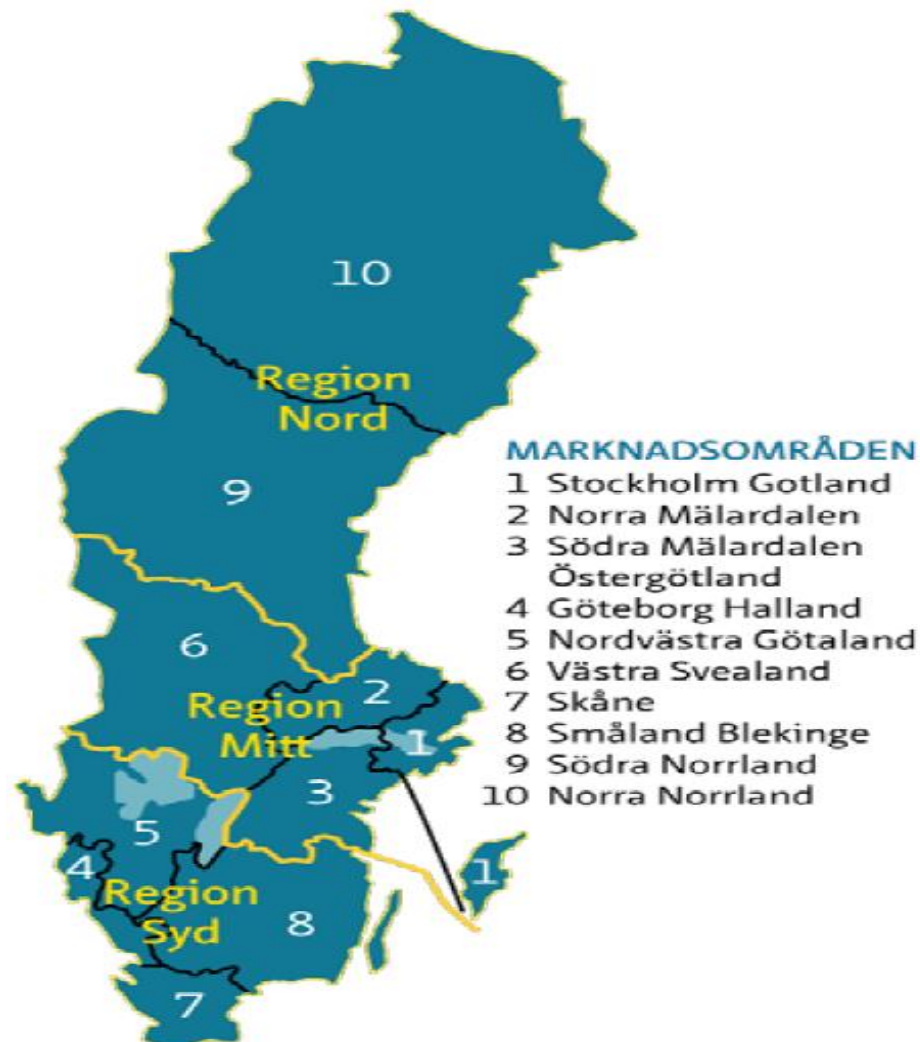 10
Region
Nord
9
6
2
Region
Mitt
1
3
5
4
1
Region
Syd
8
7
MARKNADSOMRÅDEN
1 Stockholm Gotland
2 Norra Mälardalen
3 Södra Mälardalen
Östergötland
4 Göteborg Halland
5 Nordvästra Götaland
6 Västra Svealand
7 Skåne
8 Småland Blekinge
9 Södra Norrland
10 Norra Norrland